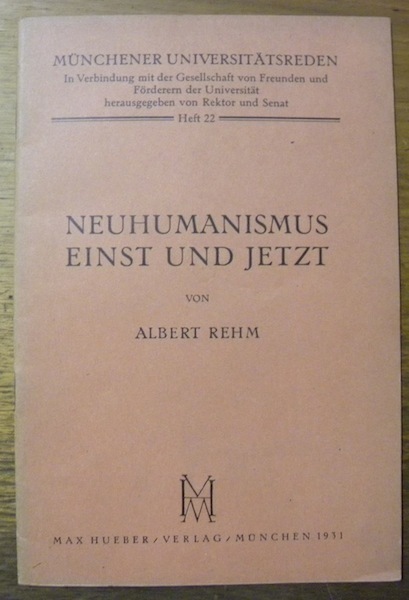 MÜNCHENER UNIVERSITÄTSREDEN
In Verbindung mit der Gesellschaft von Freunden und
Förderern der Universität
herausgegeben von Rektor und Senat
Heft 22
NEUHUMANISMUS
EINST UND JETZT
VON
ALBERT REHM
MH
MAX HUEBER / VERLAG / MÜNCHEN 1931